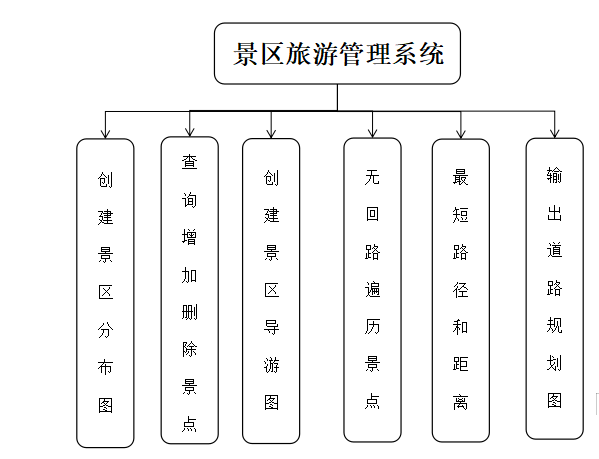 景区旅游管理系统
创建景区分布图
查询增加删除景点
创建景区导游图
无回路遍历景点
最短路径和距离
输出道路规划图